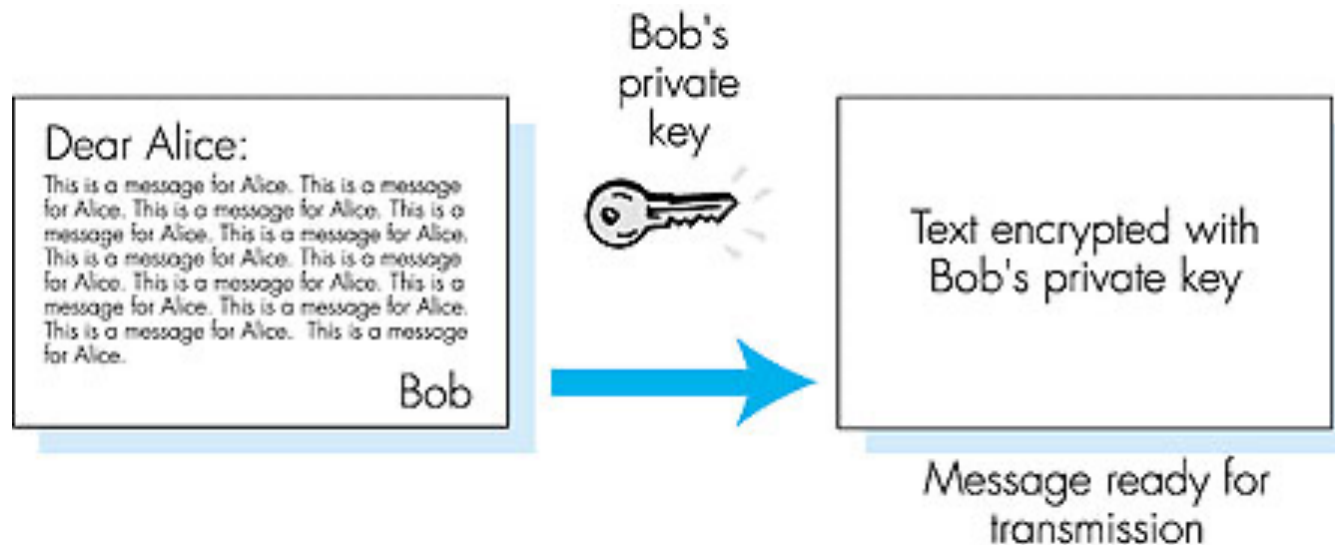 Dear Alice:
This is a message for Alice. This is a message
for Alice. This is a message for Alice. This is a
message for Alice. This is a message for Alice.
This is a message for Alice. This is a message
for Alice. This is a message for Alice. This is a
message for Alice. This is a message for Alice.
This is a message for Alice.  This is a message
for Alice.
Bob
Bob's
private
key
Text encrypted with
Bob's private key
Message ready for
transmission